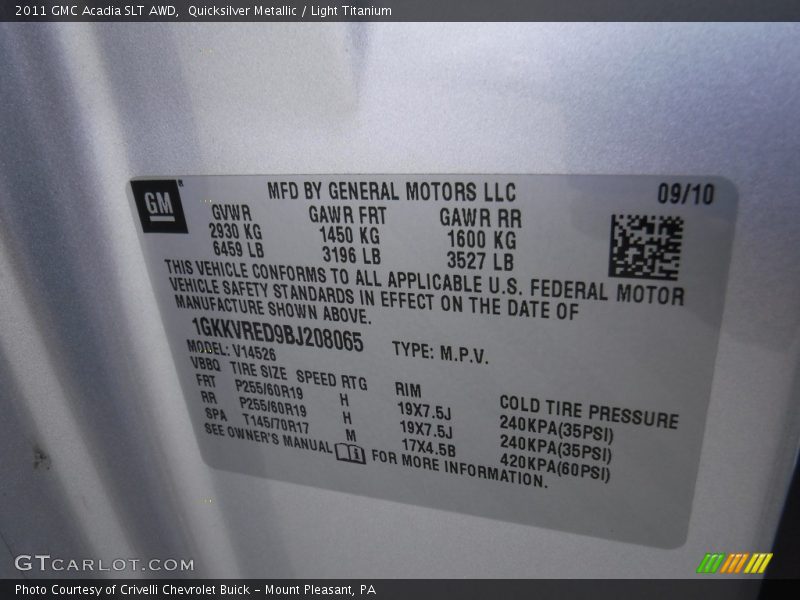 2011 GMC Acadia SLT AWD, Quicksilver Metallic / Light Titanium
GM
MFD BY GENERAL MOTORS LLC 09/10
GVWR GAWR FRT GAWR RR
2930 KG 1450 KG 1600 KG
6459 LB 3196 LB 3527 LB
THIS VEHICLE CONFORMS TO ALL APPLICABLE U.S. FEDERAL MOTOR
VEHICLE SAFETY STANDARDS IN EFFECT ON THE DATE OF
MANUFACTURE SHOWN ABOVE.
1GKKVRED9BJ208065 TYPE: M.P.V.
MODEL: V14526
VBBQ TIRE SIZE SPEED RTG RIM COLD TIRE PRESSURE
FRT P255/60R19 H 19X7.5J 240KPA(35PSI)
RR P255/60R19 H 19X7.5J 240KPA(35PSI)
SPA T145/70R17 M 17X4.5B 420KPA(60PSI)
SEE OWNER'S MANUAL FOR MORE INFORMATION.
GTCARLOT.COM
Photo Courtesy of Crivelli Chevrolet Buick - Mount Pleasant, PA